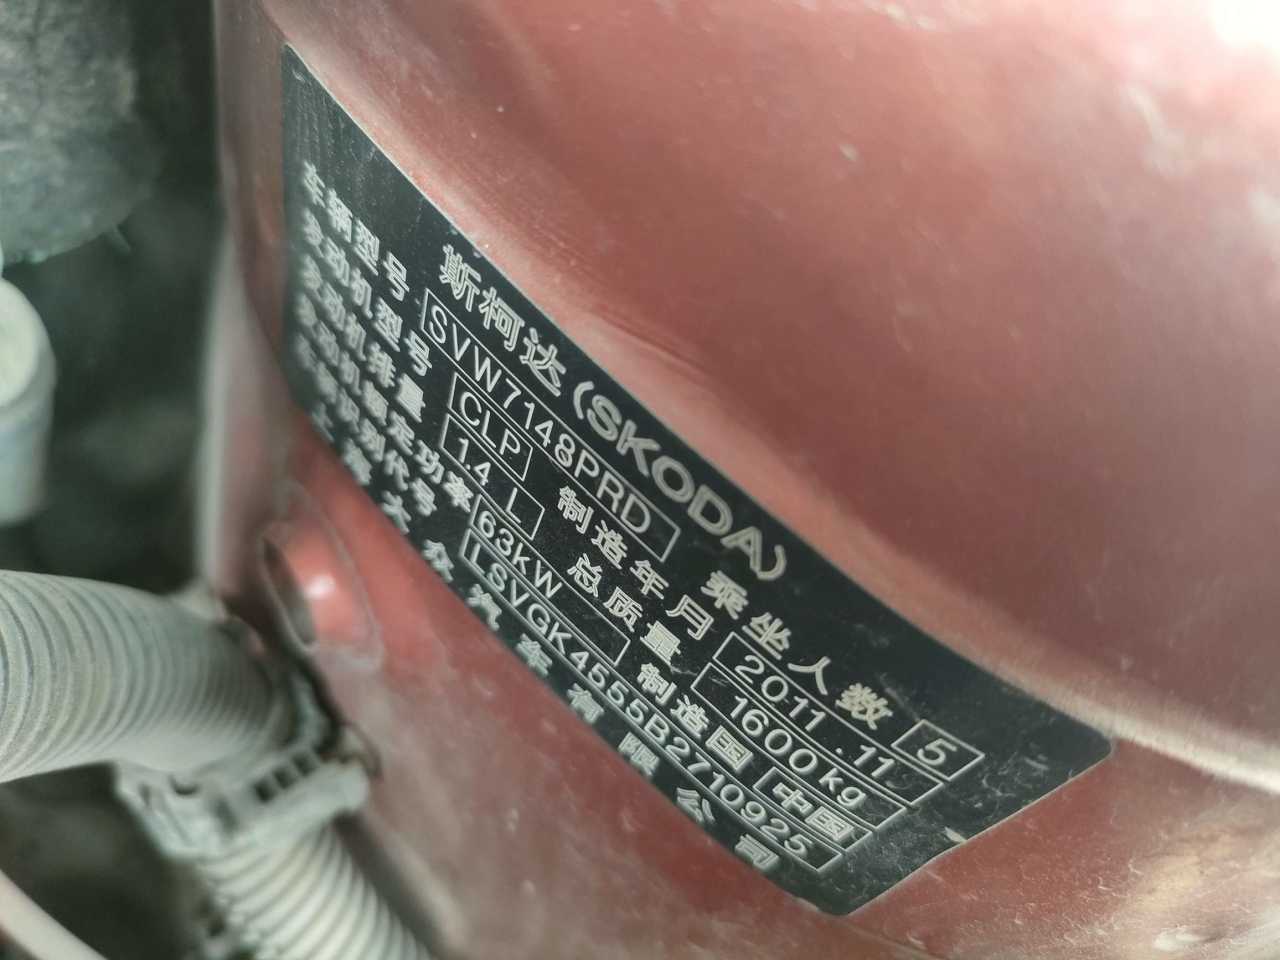 斯柯达(SKODA)
车辆型号 SVW7148PRD 乘坐人数 5
发动机型号 CLP 制造年月 2011.11
发动机排量 1.4 L 总质量 1600kg
发动机额定功率 63kW 制造国 中国
车辆识别代号 LSVGK4555B2710925
上海大众汽车有限公司